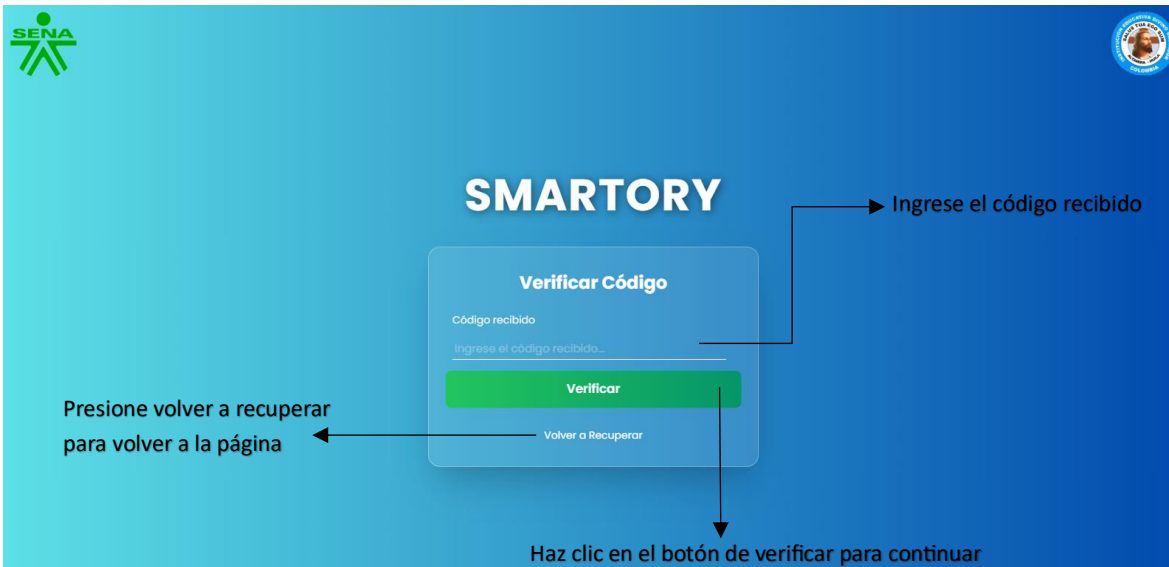 SENA
SMARTORY
Ingrese el código recibido
Verificar Código
Código recibido
Ingrese el código recibido...
Verificar
Presione volver a recuperar
para volver a la página
Volver a Recuperar
Haz clic en el botón de verificar para continuar